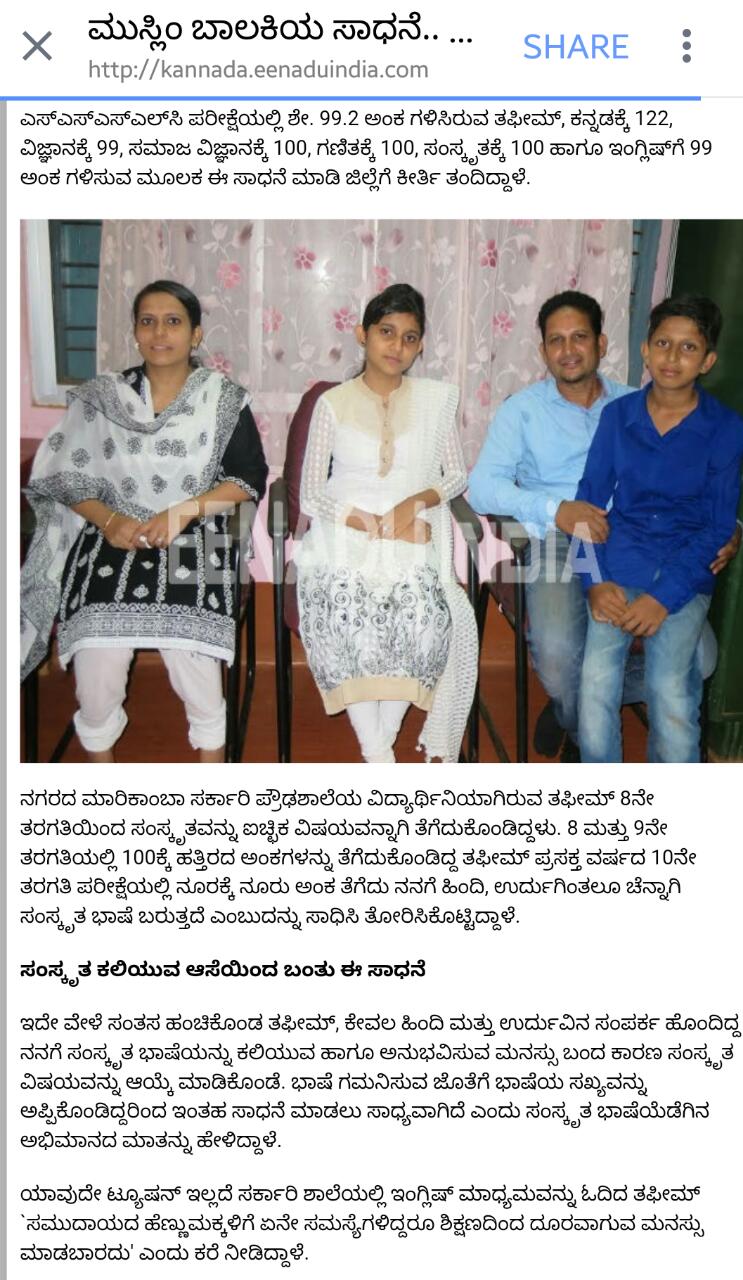 ಮುಸ್ಲಿಂ ಬಾಲಕಿಯ ಸಾಧನೆ.. ...
SHARE
http://kannada.eenaduindia.com
ಎಸ್ಎಸ್ಎಸ್ಎಲ್‌ಸಿ ಪರೀಕ್ಷೆಯಲ್ಲಿ ಶೇ. 99.2 ಅಂಕ ಗಳಿಸಿರುವ ತಫೀಮ್, ಕನ್ನಡಕ್ಕೆ 122,
ವಿಜ್ಞಾನಕ್ಕೆ 99, ಸಮಾಜ ವಿಜ್ಞಾನಕ್ಕೆ 100, ಗಣಿತಕ್ಕೆ 100, ಸಂಸ್ಕೃತಕ್ಕೆ 100 ಹಾಗೂ ಇಂಗ್ಲಿಷ್‌ಗೆ 99
ಅಂಕ ಗಳಿಸುವ ಮೂಲಕ ಈ ಸಾಧನೆ ಮಾಡಿ ಜಿಲ್ಲೆಗೆ ಕೀರ್ತಿ ತಂದಿದ್ದಾಳೆ.
EENADU INDIA
ನಗರದ ಮಾರಿಕಾಂಬಾ ಸರ್ಕಾರಿ ಪ್ರೌಢಶಾಲೆಯ ವಿದ್ಯಾರ್ಥಿನಿಯಾಗಿರುವ ತಫೀಮ್ 8ನೇ
ತರಗತಿಯಿಂದ ಸಂಸ್ಕೃತವನ್ನು ಐಚ್ಛಿಕ ವಿಷಯವನ್ನಾಗಿ ತೆಗೆದುಕೊಂಡಿದ್ದಳು. 8 ಮತ್ತು 9ನೇ
ತರಗತಿಯಲ್ಲಿ 100ಕ್ಕೆ ಹತ್ತಿರದ ಅಂಕಗಳನ್ನು ತೆಗೆದುಕೊಂಡಿದ್ದ ತಫೀಮ್ ಪ್ರಸಕ್ತ ವರ್ಷದ 10ನೇ
ತರಗತಿ ಪರೀಕ್ಷೆಯಲ್ಲಿ ನೂರಕ್ಕೆ ನೂರು ಅಂಕ ತೆಗೆದು ನನಗೆ ಹಿಂದಿ, ಉರ್ದುಗಿಂತಲೂ ಚೆನ್ನಾಗಿ
ಸಂಸ್ಕೃತ ಭಾಷೆ ಬರುತ್ತದೆ ಎಂಬುದನ್ನು ಸಾಧಿಸಿ ತೋರಿಸಿಕೊಟ್ಟಿದ್ದಾಳೆ.
ಸಂಸ್ಕೃತ ಕಲಿಯುವ ಆಸೆಯಿಂದ ಬಂತು ಈ ಸಾಧನೆ
ಇದೇ ವೇಳೆ ಸಂತಸ ಹಂಚಿಕೊಂಡ ತಫೀಮ್, ಕೇವಲ ಹಿಂದಿ ಮತ್ತು ಉರ್ದುವಿನ ಸಂಪರ್ಕ ಹೊಂದಿದ್ದ
ನನಗೆ ಸಂಸ್ಕೃತ ಭಾಷೆಯನ್ನು ಕಲಿಯುವ ಹಾಗೂ ಅನುಭವಿಸುವ ಮನಸ್ಸು ಬಂದ ಕಾರಣ ಸಂಸ್ಕೃತ
ವಿಷಯವನ್ನು ಆಯ್ಕೆ ಮಾಡಿಕೊಂಡೆ. ಭಾಷೆ ಗಮನಿಸುವ ಜೊತೆಗೆ ಭಾಷೆಯ ಸಖ್ಯವನ್ನು
ಅಪ್ಪಿಕೊಂಡಿದ್ದರಿಂದ ಇಂತಹ ಸಾಧನೆ ಮಾಡಲು ಸಾಧ್ಯವಾಗಿದೆ ಎಂದು ಸಂಸ್ಕೃತ ಭಾಷೆಯೆಡೆಗಿನ
ಅಭಿಮಾನದ ಮಾತನ್ನು ಹೇಳಿದ್ದಾಳೆ.
ಯಾವುದೇ ಟ್ಯೂಷನ್ ಇಲ್ಲದೆ ಸರ್ಕಾರಿ ಶಾಲೆಯಲ್ಲಿ ಇಂಗ್ಲಿಷ್ ಮಾಧ್ಯಮವನ್ನು ಓದಿದ ತಫೀಮ್
`ಸಮುದಾಯದ ಹೆಣ್ಣುಮಕ್ಕಳಿಗೆ ಏನೇ ಸಮಸ್ಯೆಗಳಿದ್ದರೂ ಶಿಕ್ಷಣದಿಂದ ದೂರವಾಗುವ ಮನಸ್ಸು
ಮಾಡಬಾರದು' ಎಂದು ಕರೆ ನೀಡಿದ್ದಾಳೆ.